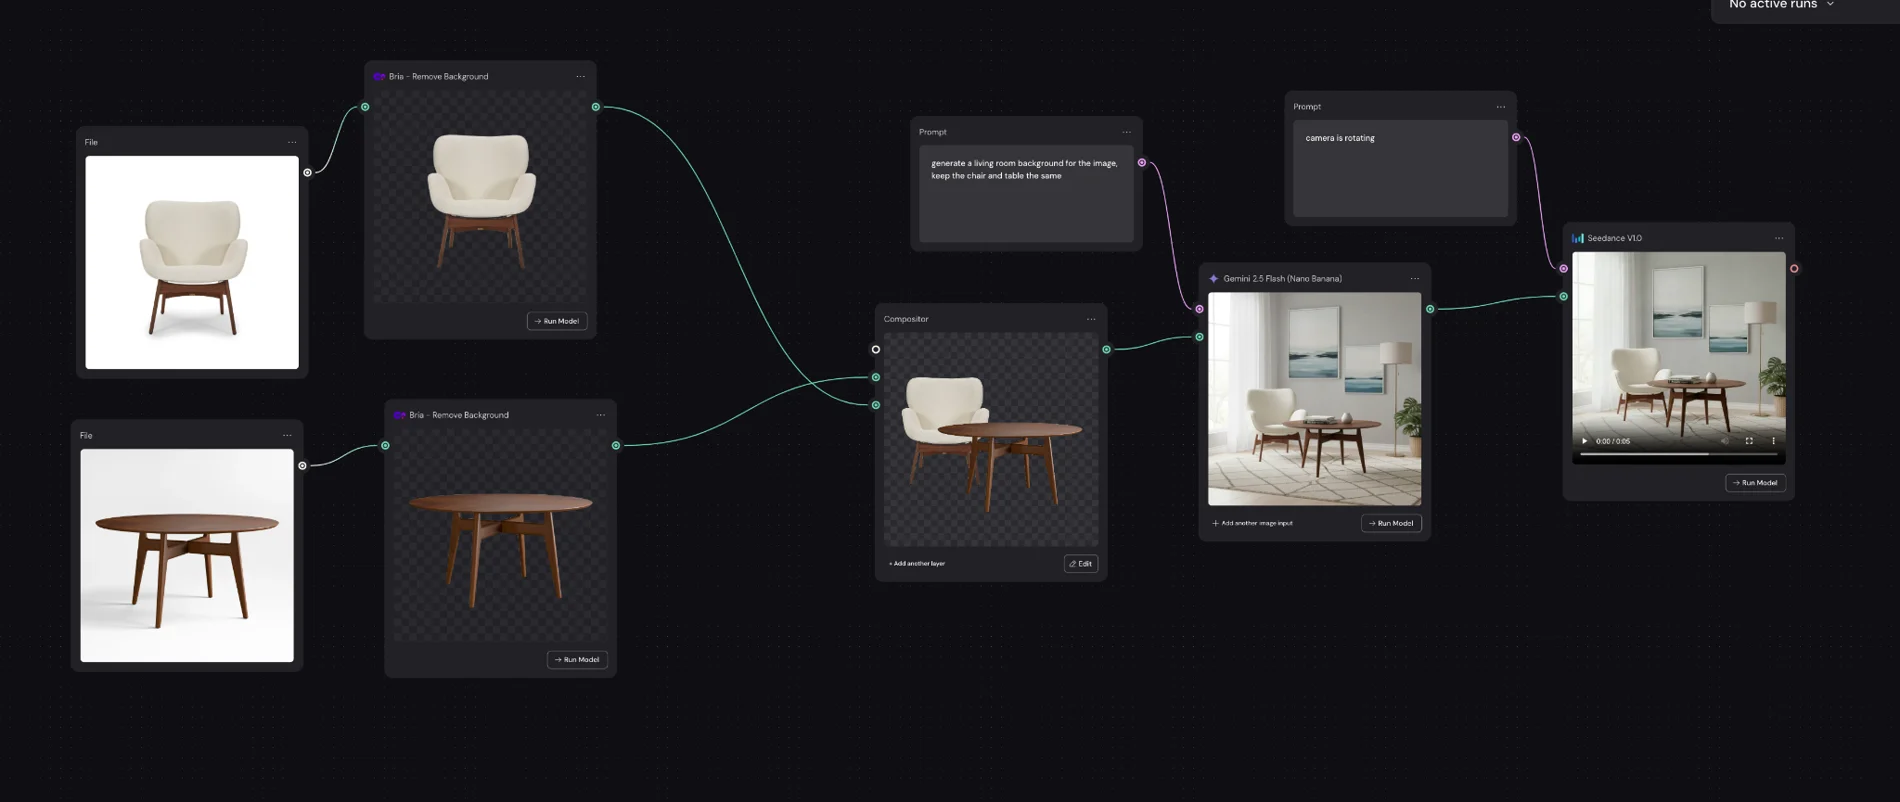 No active runs
Bria - Remove Background
File
Run Model
File
Bria - Remove Background
Run Model
Prompt
generate a living room background for the image,
keep the chair and table the same
Compositor
+ Add another layer
Edit
Prompt
camera is rotating
Gemini 2.5 Flash (Nano Banana)
+ Add another image input
Run Model
Seedance V1.0
0:00 / 0:05
Run Model